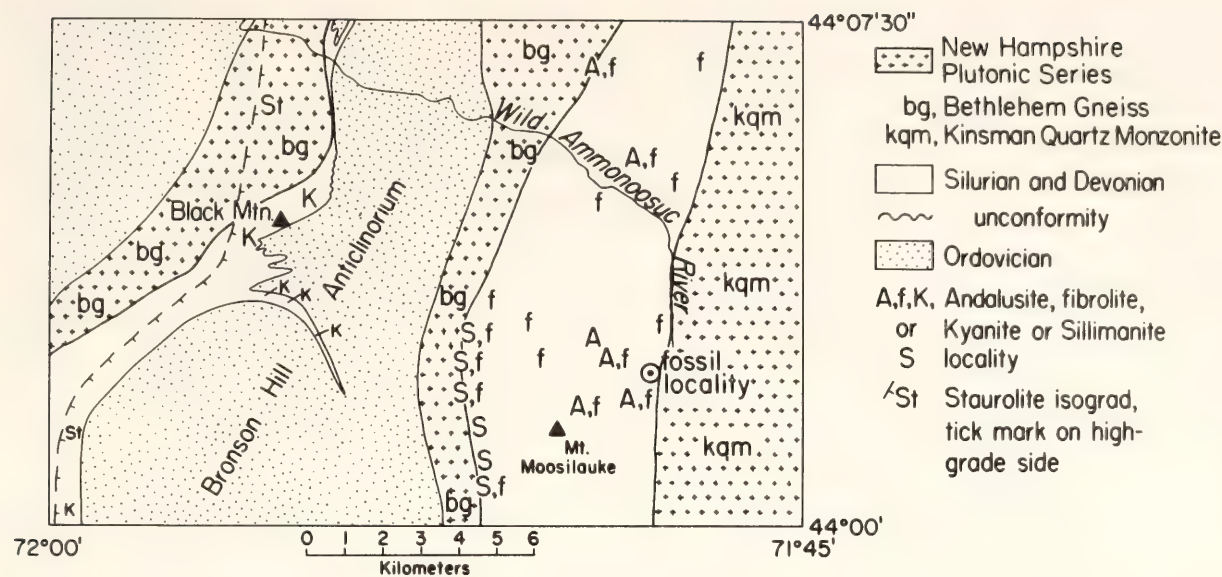 44°07'30"
bg
A,f
f
kqm
St
bg
Wild
bg
Ammonoosuc
A,f
f
f
River
Black Mtn.
K
K
bg
bg
Anticlinorium
K
K
K
bg
f
f
f
S,f
S,f
S,f
S
S
S,f
bg
f
A
A,f
A,f
A,f
fossil
locality
Mt.
Moosilauke
kqm
kqm
Bronson Hill
St
K
72°00'
44°00'
71°45'
0 1 2 3 4 5 6
Kilometers
New Hampshire
Plutonic Series
bg, Bethlehem Gneiss
kqm, Kinsman Quartz Monzonite
Silurian and Devonian
unconformity
Ordovician
A,f,K, Andalusite, fibrolite,
or Kyanite or Sillimanite
S locality
St Staurolite isograd,
tick mark on high-
grade side